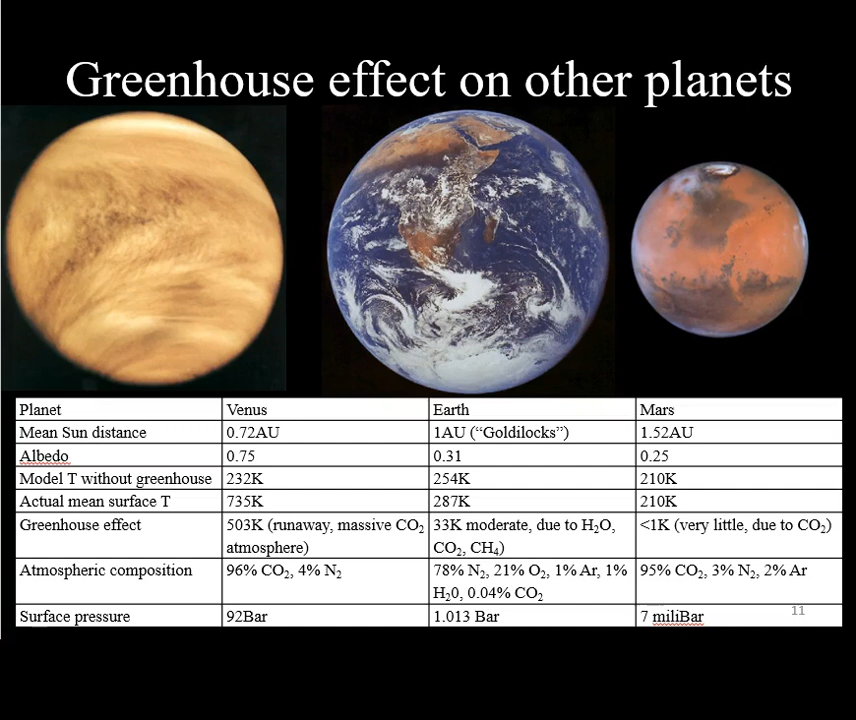 Greenhouse effect on other planets
Planet Venus Earth Mars
Mean Sun distance 0.72AU 1AU (“Goldilocks”) 1.52AU
Albedo 0.75 0.31 0.25
Model T without greenhouse 232K 254K 210K
Actual mean surface T 735K 287K 210K
Greenhouse effect 503K (runaway, massive CO₂ 33K moderate, due to H₂O, <1K (very little, due to CO₂)
atmosphere) CO₂, CH₄)
Atmospheric composition 96% CO₂, 4% N₂ 78% N₂, 21% O₂, 1% Ar, 1% 95% CO₂, 3% N₂, 2% Ar
H₂0, 0.04% CO₂
11
Surface pressure 92Bar 1.013 Bar 7 miliBar